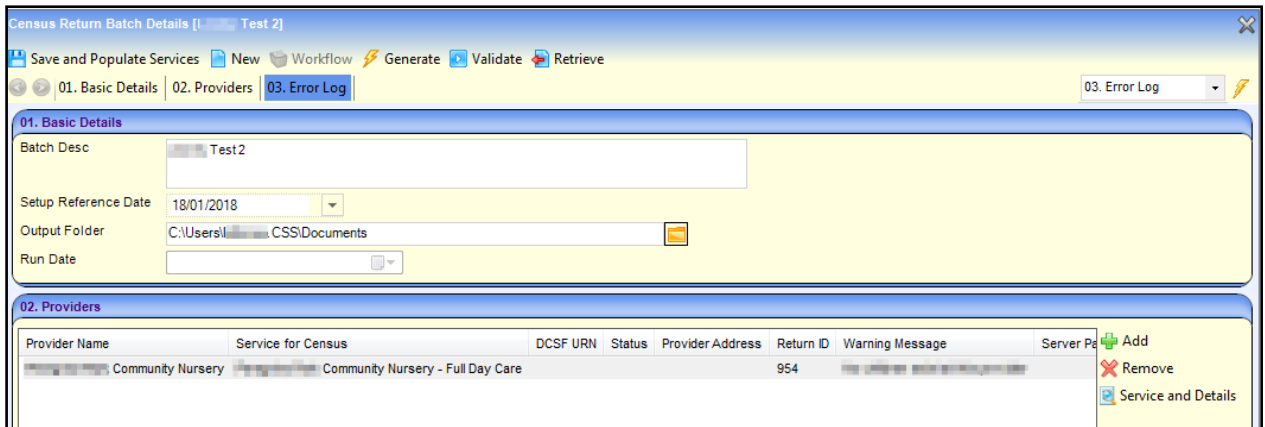 Census Return Batch Details [ Test 2]
Save and Populate Services New Workflow Generate Validate Retrieve
01. Basic Details 02. Providers 03. Error Log 03. Error Log
01. Basic Details
Batch Desc Test 2
Setup Reference Date 18/01/2018
Output Folder C:\Users\ .CSS\Documents
Run Date
02. Providers
Provider Name Service for Census DCSF URN Status Provider Address Return ID Warning Message Server Pa Add
Community Nursery Community Nursery - Full Day Care 954 Remove
Service and Details